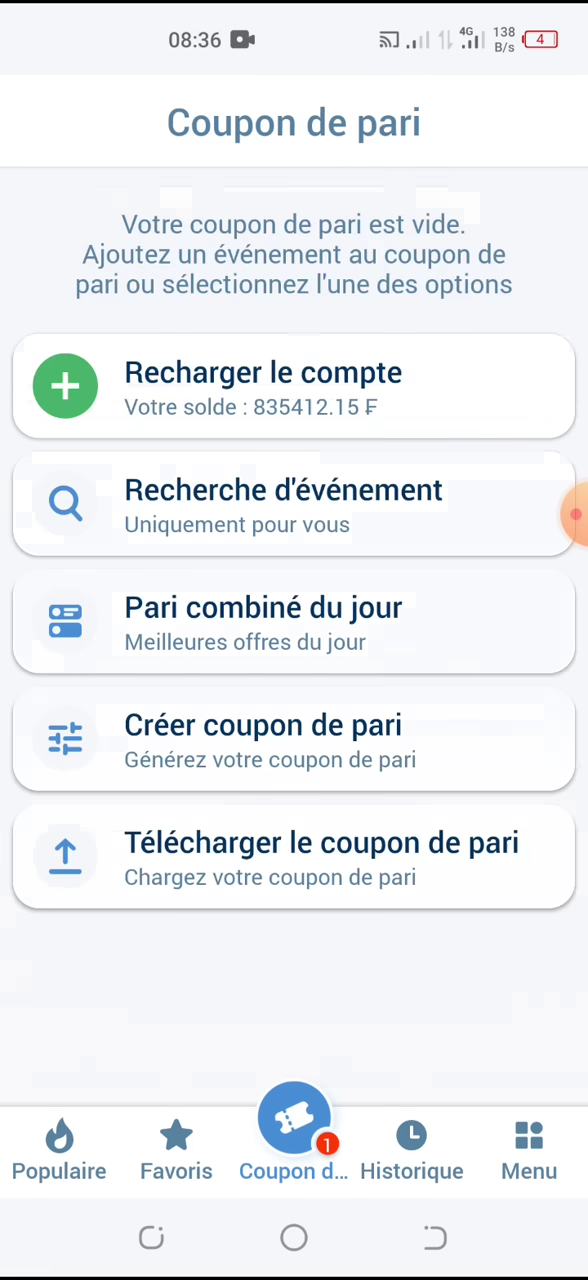 08:36
4G
138
B/s
4
Coupon de pari
Votre coupon de pari est vide.
Ajoutez un événement au coupon de
pari ou sélectionnez l'une des options
Recharger le compte
Votre solde : 835412.15 ₣
Recherche d'événement
Uniquement pour vous
Pari combiné du jour
Meilleures offres du jour
Créer coupon de pari
Générez votre coupon de pari
Télécharger le coupon de pari
Chargez votre coupon de pari
1
Populaire
Favoris
Coupon d...
Historique
Menu